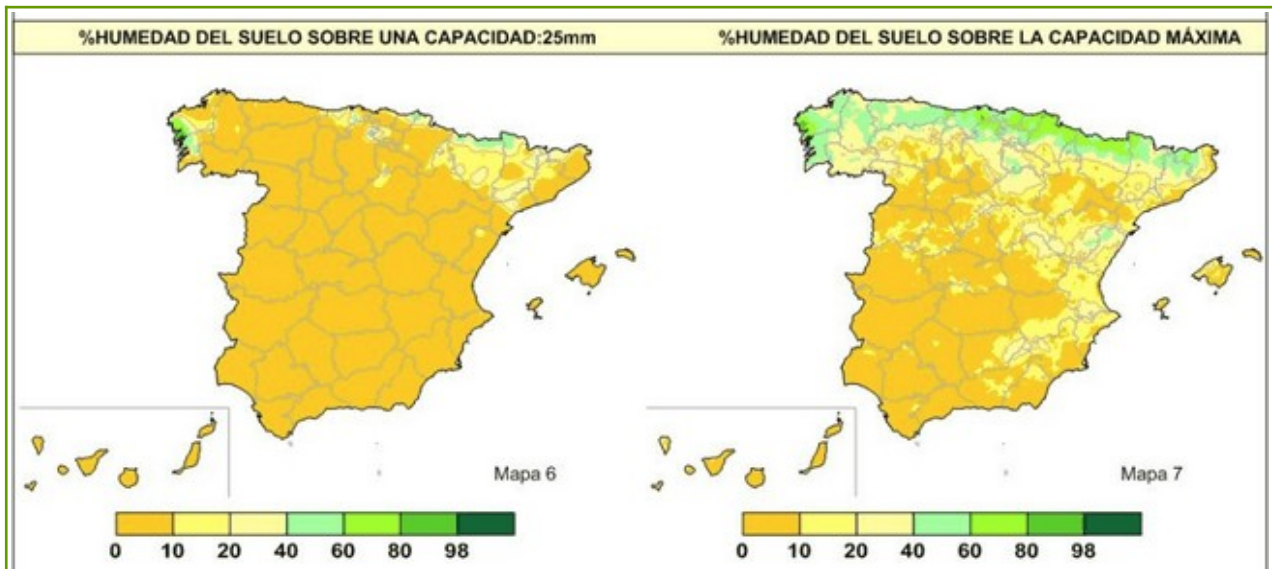 %HUMEDAD DEL SUELO SOBRE UNA CAPACIDAD:25mm
%HUMEDAD DEL SUELO SOBRE LA CAPACIDAD MÁXIMA
Mapa 6
Mapa 7
0 10 20 40 60 80 98
0 10 20 40 60 80 98